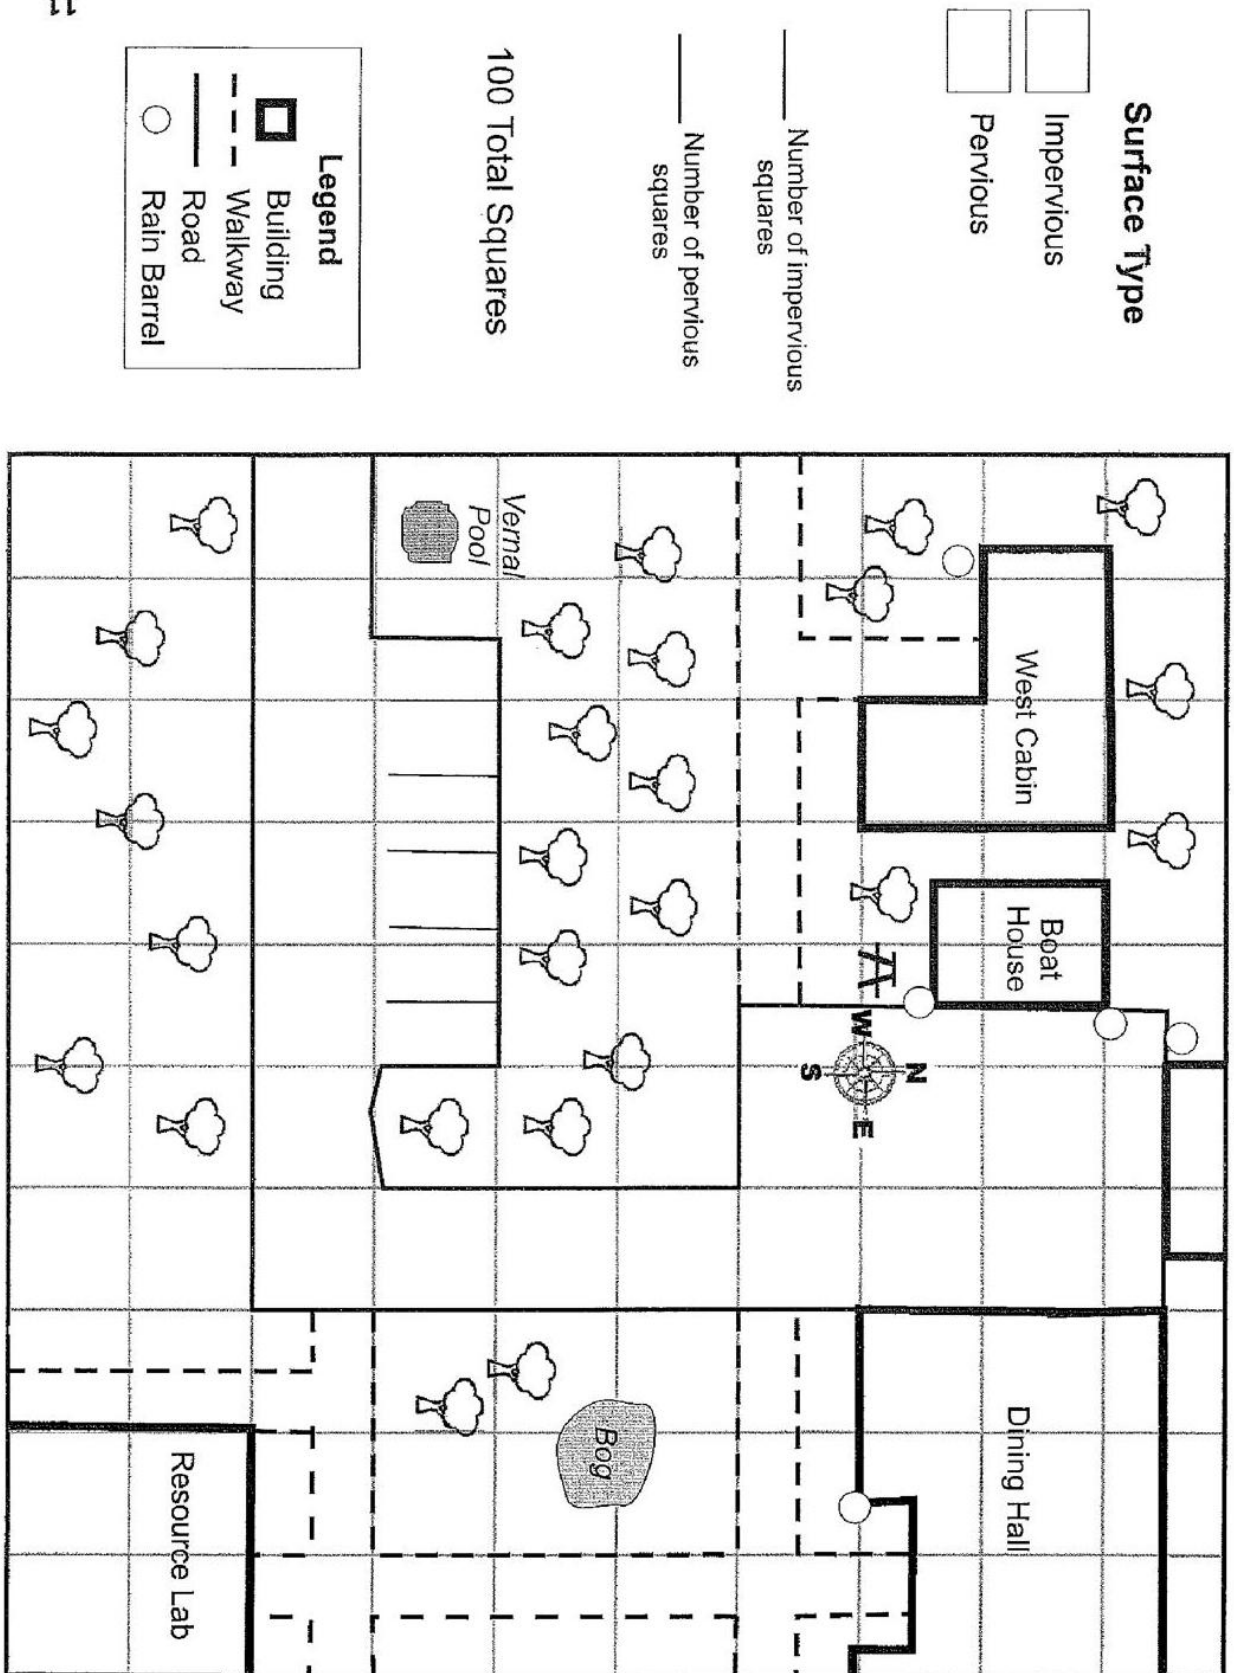 Surface Type
Impervious
Pervious
Number of impervious
squares
Number of pervious
squares
100 Total Squares
Legend
Building
Walkway
Road
Rain Barrel
West Cabin
Boat
House
N
W
E
S
Dining Hall
Vernal
Pool
Bog
Resource Lab